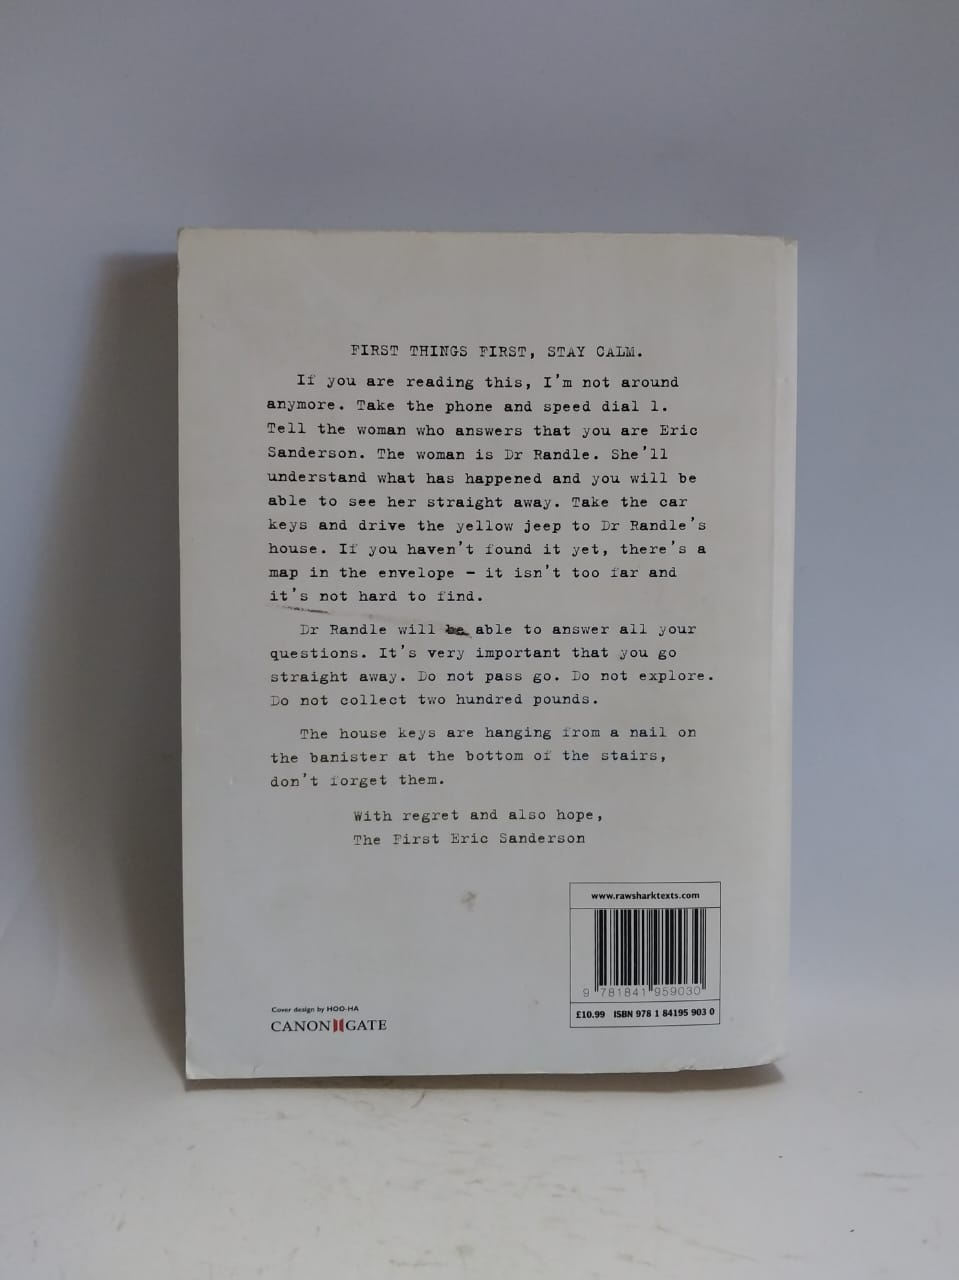 FIRST THINGS FIRST, STAY CALM.
If you are reading this, I'm not around
anymore. Take the phone and speed dial 1.
Tell the woman who answers that you are Eric
Sanderson. The woman is Dr Randle. She'll
understand what has happened and you will be
able to see her straight away. Take the car
keys and drive the yellow jeep to Dr Randle's
house. If you haven't found it yet, there's a
map in the envelope – it isn't too far and
it's not hard to find.
Dr Randle will be able to answer all your
questions. It's very important that you go
straight away. Do not pass go. Do not explore.
Do not collect two hundred pounds.
The house keys are hanging from a nail on
the banister at the bottom of the stairs,
don't forget them.
With regret and also hope,
The First Eric Sanderson
www.rawsharktexts.com
9 781841 959030
£10.99 ISBN 978 1 84195 903 0
Cover design by HOO-HA
CANONGATE